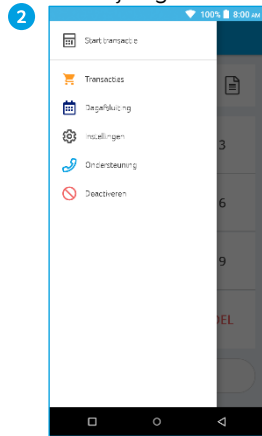 2
100% 8:00 AM
Start transactie
Transacties
Dagafsluiting
Instellingen
Ondersteuning
Deactiveren
3
6
9
DEL